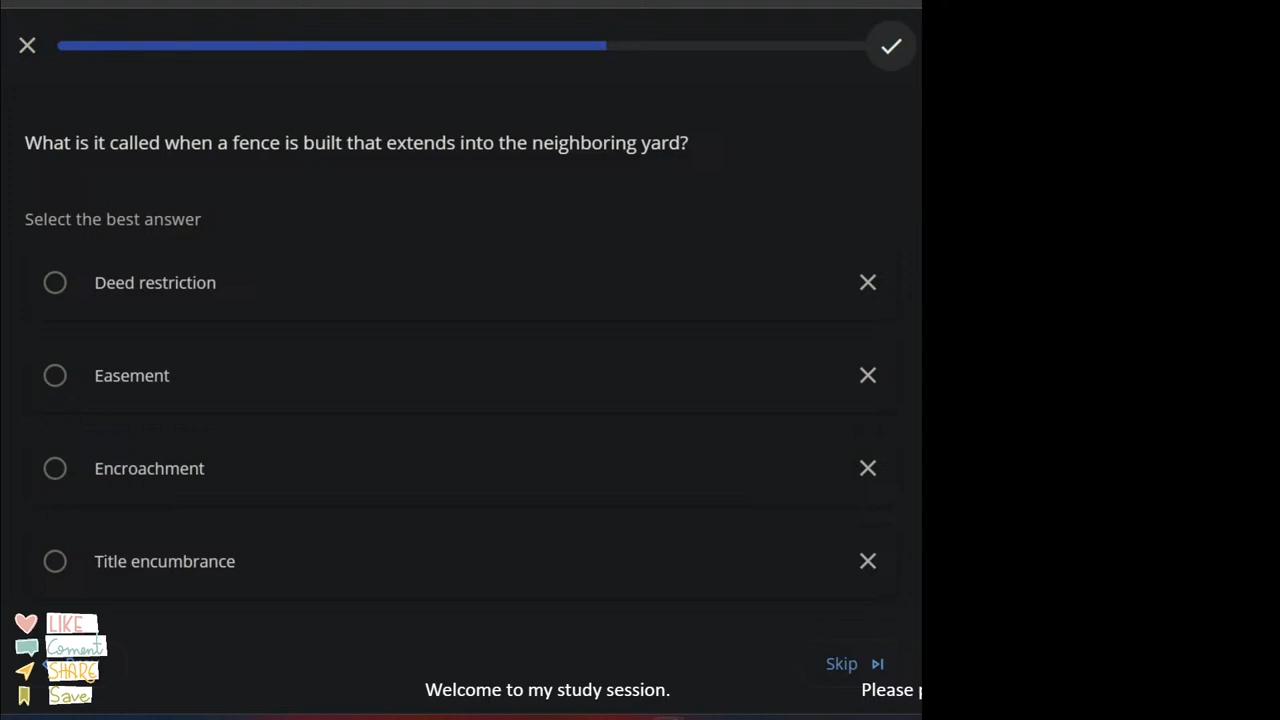 What is it called when a fence is built that extends into the neighboring yard?
Select the best answer
Deed restriction
Easement
Encroachment
Title encumbrance
LIKE
Coment
SHARE
Save
Skip
Welcome to my study session.
Please